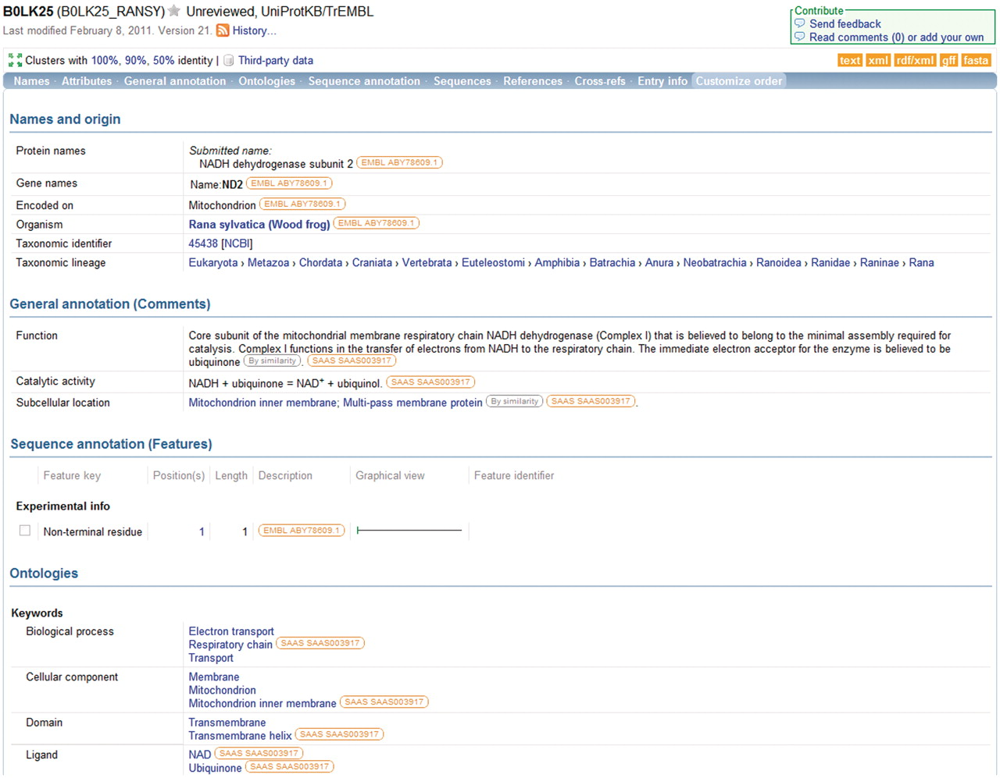 B0LK25 (B0LK25_RANSY) Unreviewed, UniProtKB/TrEMBL
Last modified February 8, 2011. Version 21. History...
Contribute
Send feedback
Read comments (0) or add your own
Clusters with 100%, 90%, 50% identity | Third-party data
text xml rdf/xml gff fasta
Names · Attributes · General annotation · Ontologies · Sequence annotation · Sequences · References · Cross-refs · Entry info Customize order
Names and origin
Protein names
Submitted name:
NADH dehydrogenase subunit 2 EMBL ABY78609.1
Gene names Name:ND2 EMBL ABY78609.1
Encoded on Mitochondrion EMBL ABY78609.1
Organism Rana sylvatica (Wood frog) EMBL ABY78609.1
Taxonomic identifier 45438 [NCBI]
Taxonomic lineage Eukaryota › Metazoa › Chordata › Craniata › Vertebrata › Euteleostomi › Amphibia › Batrachia › Anura › Neobatrachia › Ranoidea › Ranidae › Raninae › Rana
General annotation (Comments)
Function Core subunit of the mitochondrial membrane respiratory chain NADH dehydrogenase (Complex I) that is believed to belong to the minimal assembly required for
catalysis. Complex I functions in the transfer of electrons from NADH to the respiratory chain. The immediate electron acceptor for the enzyme is believed to be
ubiquinone By similarity . SAAS SAAS003917
Catalytic activity NADH + ubiquinone = NAD⁺ + ubiquinol. SAAS SAAS003917
Subcellular location Mitochondrion inner membrane; Multi-pass membrane protein By similarity SAAS SAAS003917 .
Sequence annotation (Features)
Feature key Position(s) Length Description Graphical view Feature identifier
Experimental info
Non-terminal residue 1 1 EMBL ABY78609.1
Ontologies
Keywords
Biological process Electron transport
Respiratory chain SAAS SAAS003917
Transport
Cellular component Membrane
Mitochondrion
Mitochondrion inner membrane SAAS SAAS003917
Domain Transmembrane
Transmembrane helix SAAS SAAS003917
Ligand NAD SAAS SAAS003917
Ubiquinone SAAS SAAS003917